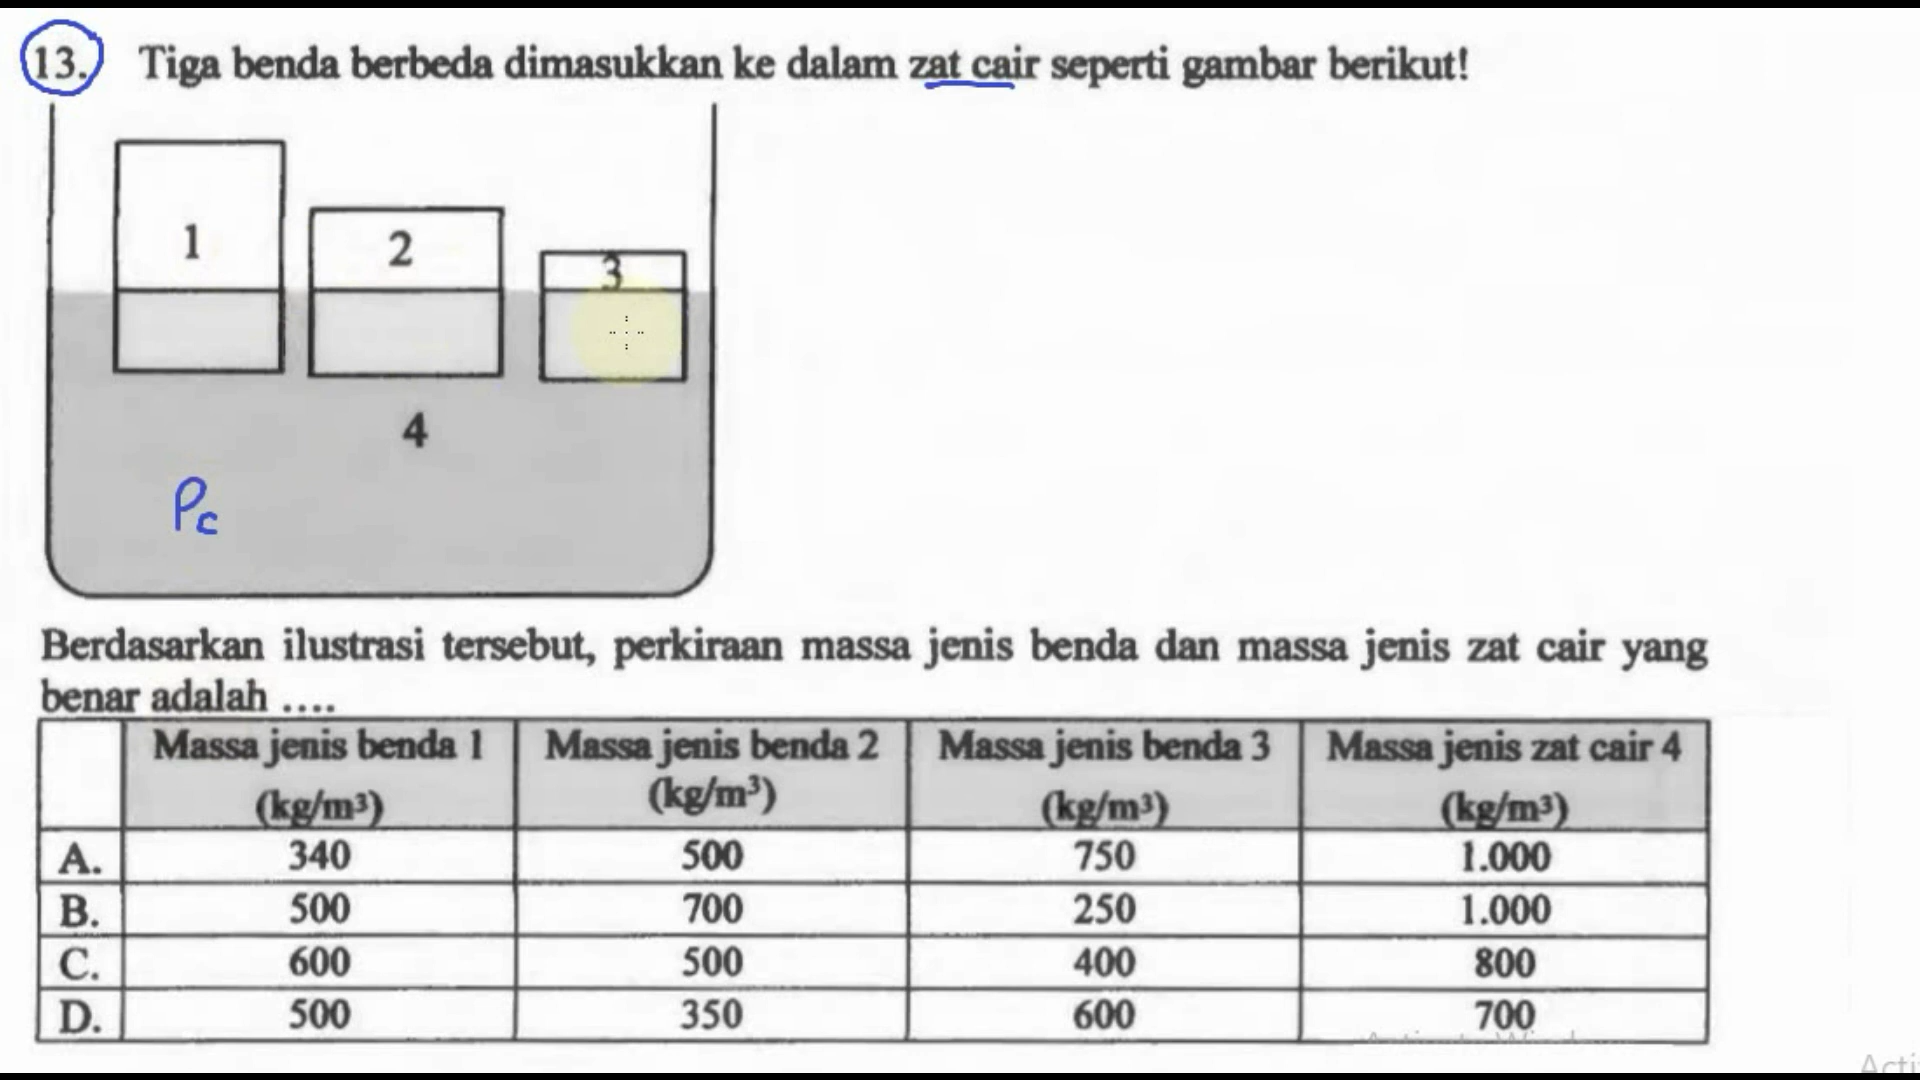 13. Tiga benda berbeda dimasukkan ke dalam zat cair seperti gambar berikut!
1
2
3
4
Pc
Berdasarkan ilustrasi tersebut, perkiraan massa jenis benda dan massa jenis zat cair yang
benar adalah ....
Massa jenis benda 1 (kg/m³) Massa jenis benda 2 (kg/m³) Massa jenis benda 3 (kg/m³) Massa jenis zat cair 4 (kg/m³)
A. 340 500 750 1.000
B. 500 700 250 1.000
C. 600 500 400 800
D. 500 350 600 700